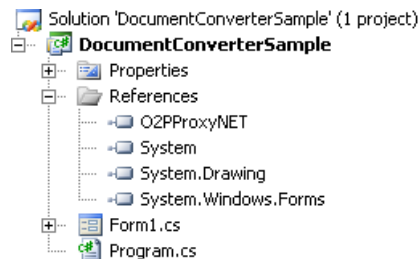 Solution 'DocumentConverterSample' (1 project)
DocumentConverterSample
Properties
References
O2PProxyNET
System
System.Drawing
System.Windows.Forms
Form1.cs
Program.cs